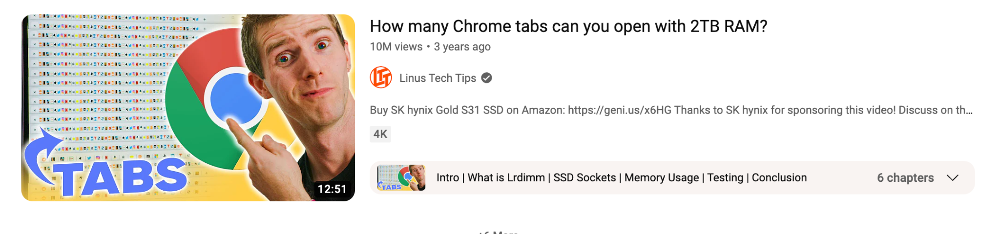 How many Chrome tabs can you open with 2TB RAM?
10M views • 3 years ago
LTT
Linus Tech Tips
Buy SK hynix Gold S31 SSD on Amazon: https://geni.us/x6HG Thanks to SK hynix for sponsoring this video! Discuss on th...
4K
TABS
12:51
TABS
Intro | What is Lrdimm | SSD Sockets | Memory Usage | Testing | Conclusion
6 chapters
+6 More